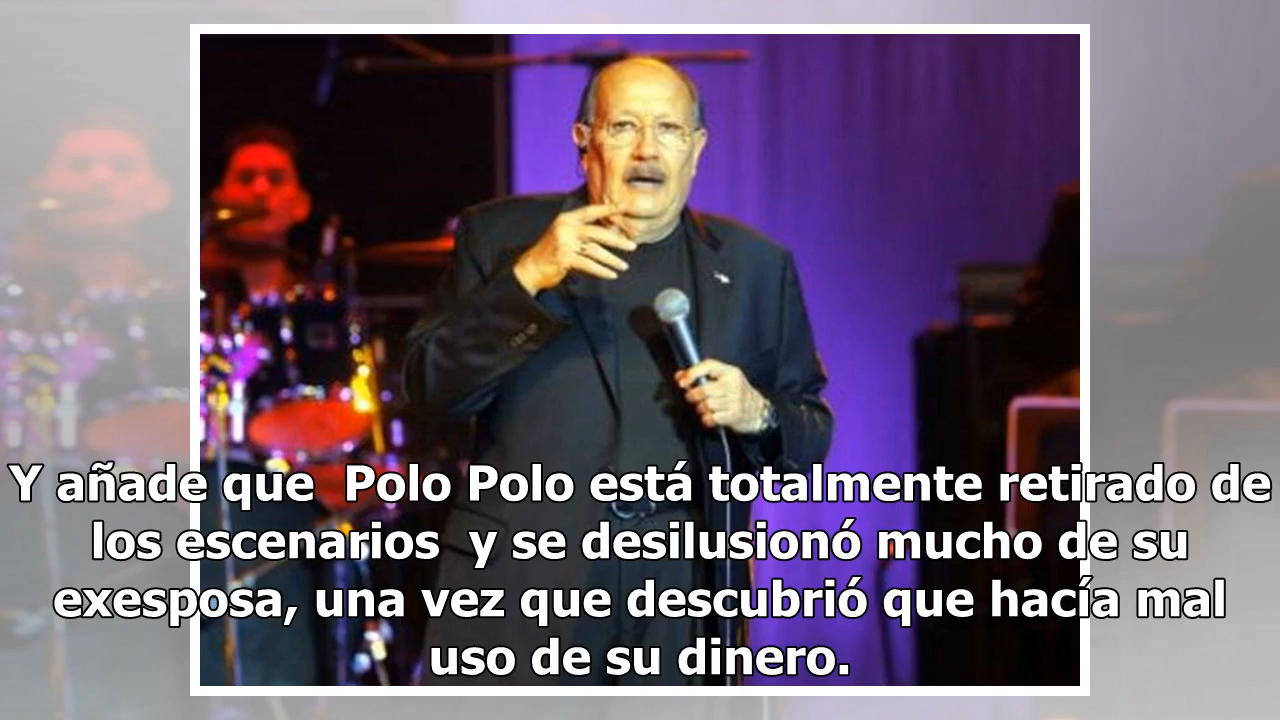 Y añade que  Polo Polo está totalmente retirado de
los escenarios  y se desilusionó mucho de su
exesposa, una vez que descubrió que hacía mal
uso de su dinero.